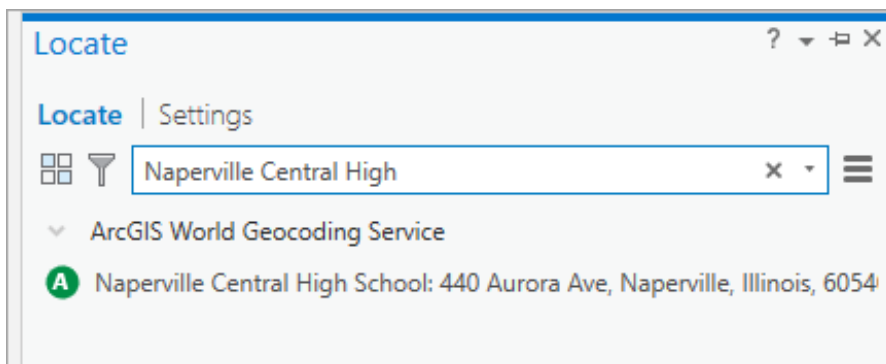 Locate
Locate | Settings
Naperville Central High
ArcGIS World Geocoding Service
A Naperville Central High School: 440 Aurora Ave, Naperville, Illinois, 6054